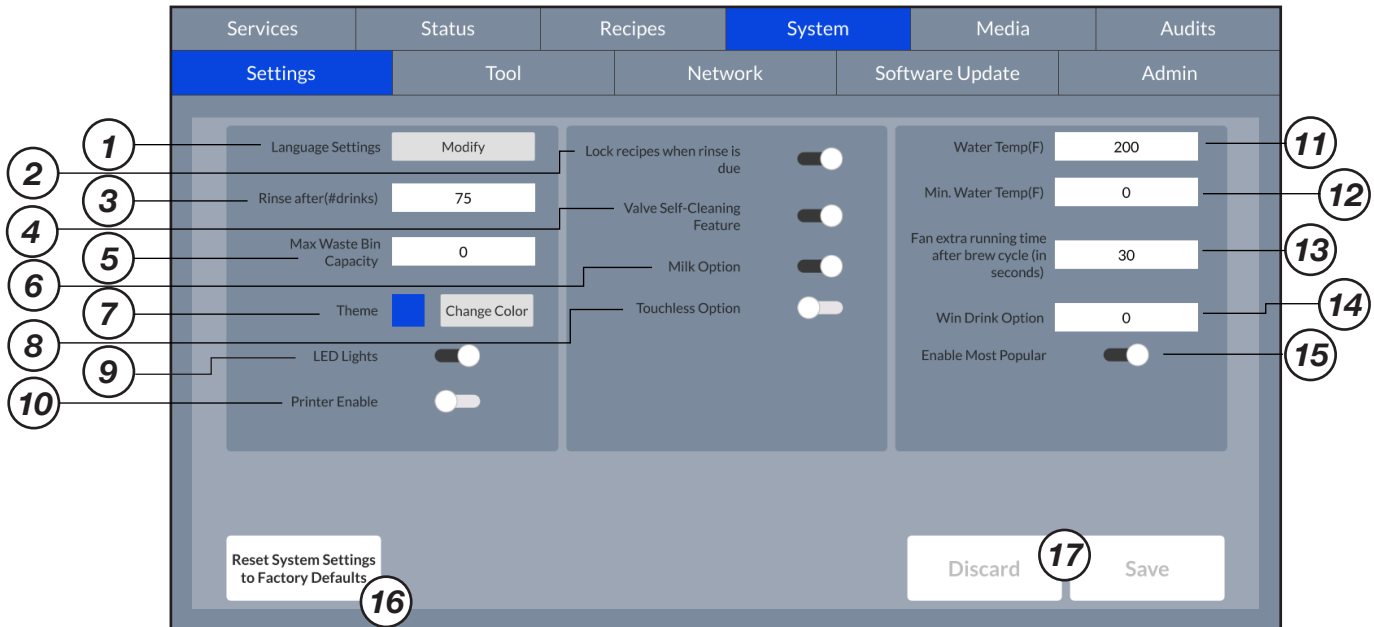 Services Status Recipes System Media Audits
Settings Tool Network Software Update Admin
1
Language Settings
Modify
2
Lock recipes when rinse is
due
3
Rinse after(#drinks)
75
4
Valve Self-Cleaning
Feature
5
Max Waste Bin
Capacity
0
6
Milk Option
7
Theme
Change Color
8
Touchless Option
9
LED Lights
10
Printer Enable
Water Temp(F)
200
11
Min. Water Temp(F)
0
12
Fan extra running time
after brew cycle (in
seconds)
30
13
Win Drink Option
0
14
Enable Most Popular
15
Reset System Settings
to Factory Defaults
16
Discard
17
Save